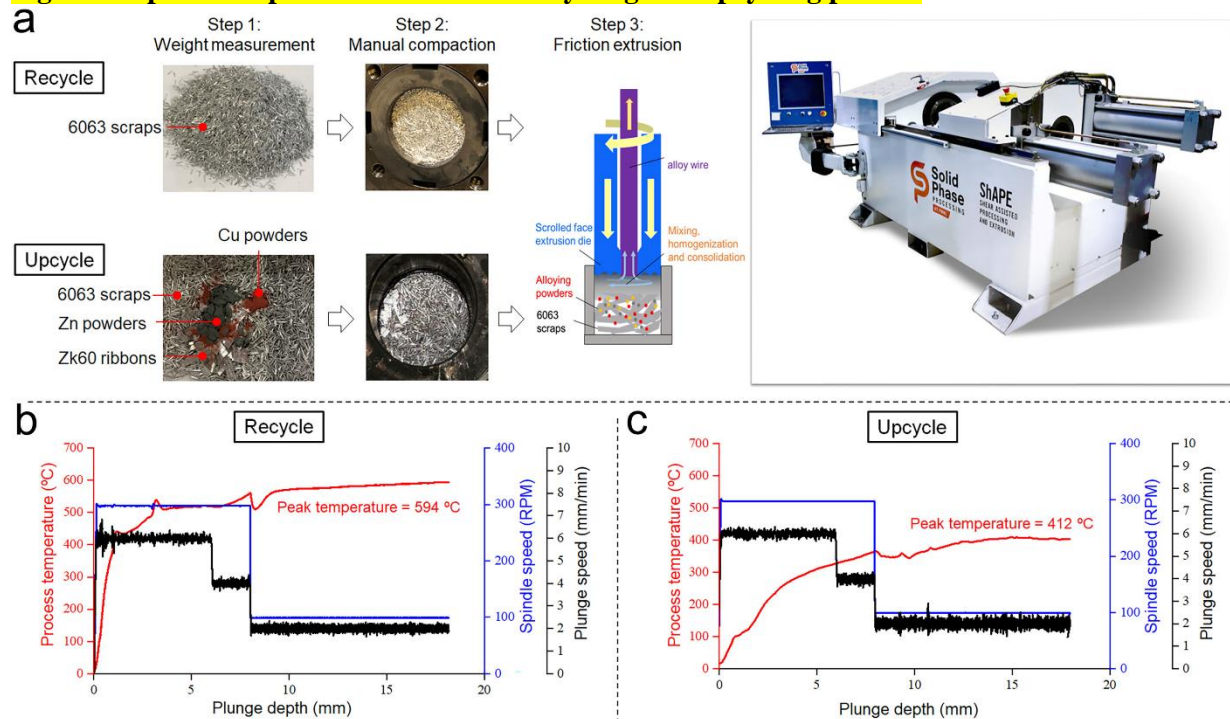 a
Step 1:
Weight measurement
Step 2:
Manual compaction
Step 3:
Friction extrusion
Recycle
6063 scraps
alloy wire
Scrolled face
extrusion die
Mixing,
homogenization
and consolidation
Alloying
powders
6063
scraps
Upcycle
Cu powders
6063 scraps
Zn powders
Zk60 ribbons
Solid
Phase
PROCESSING
ShAPE
SHEAR ASSISTED
PROCESSING
AND EXTRUSION
b
Recycle
700
600
500
400
300
200
100
0
Process temperature (ºC)
Peak temperature = 594 ºC
400
300
200
100
0
Spindle speed (RPM)
10
9
8
7
6
5
4
3
2
1
0
Plunge speed (mm/min)
0
5
10
15
20
Plunge depth (mm)
c
Upcycle
700
600
500
400
300
200
100
0
Process temperature (ºC)
Peak temperature = 412 ºC
400
300
200
100
0
Spindle speed (RPM)
10
9
8
7
6
5
4
3
2
1
0
Plunge speed (mm/min)
0
5
10
15
20
Plunge depth (mm)